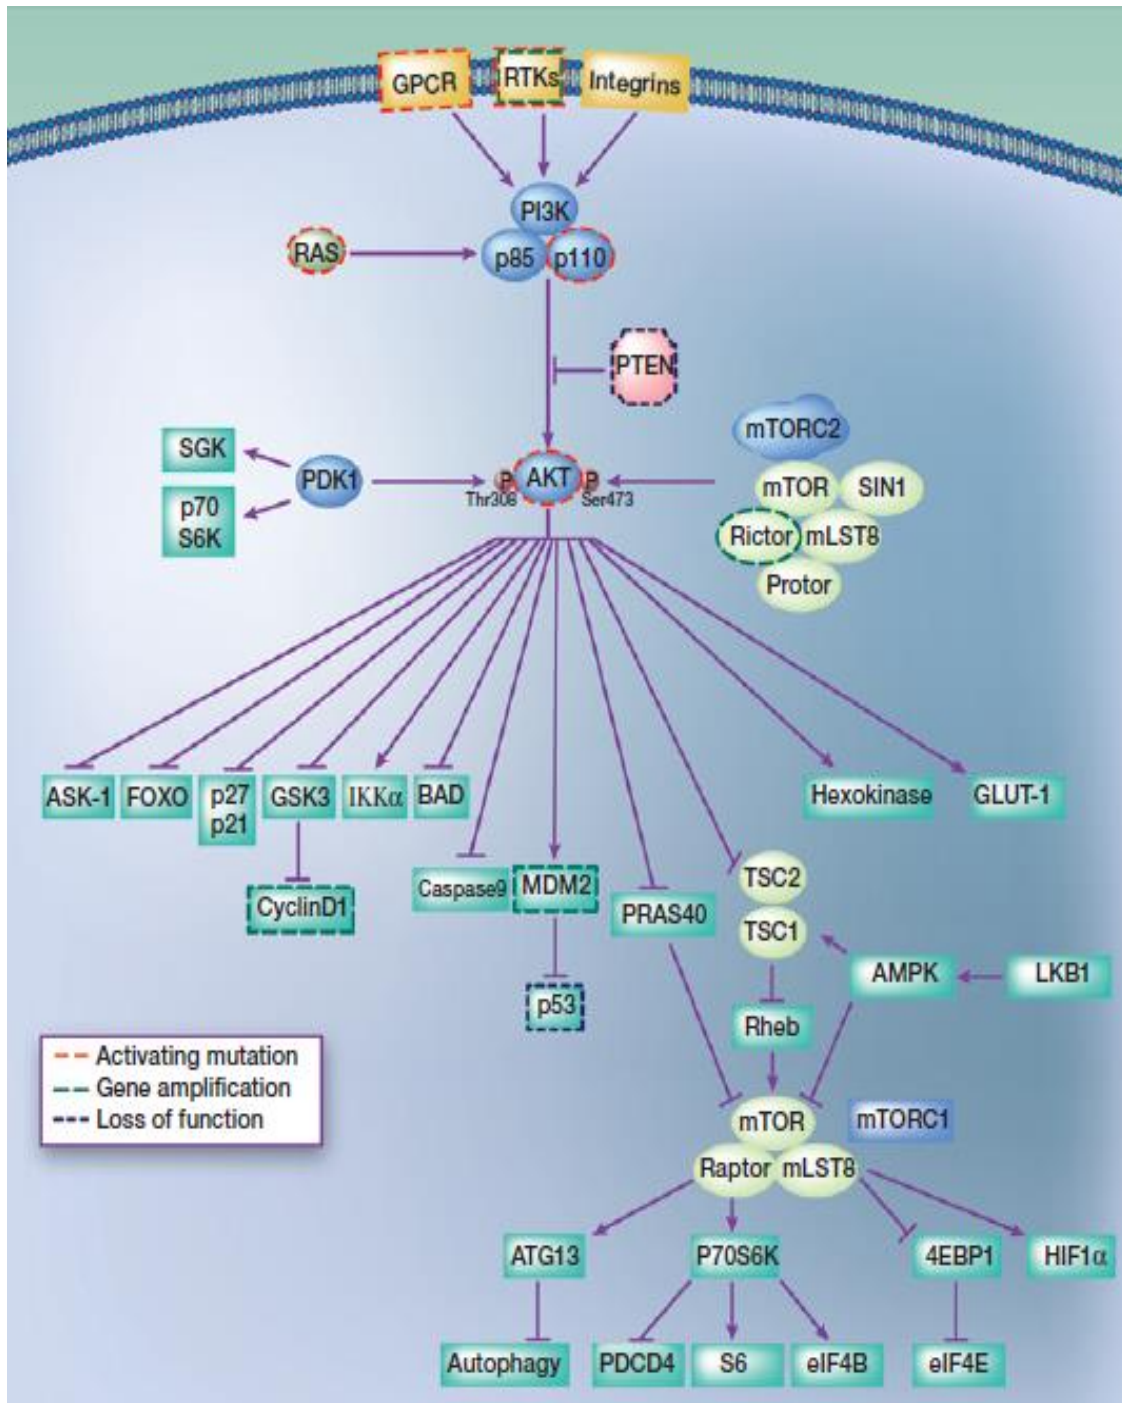 GPCR
RTKs
Integrins
PI3K
RAS
p85
p110
PTEN
mTORC2
SGK
PDK1
P
AKT
P
Thr308
Ser473
mTOR
SIN1
p70
S6K
Rictor
mLST8
Protor
ASK-1
FOXO
p27
p21
GSK3
IKKα
BAD
Hexokinase
GLUT-1
Caspase9
MDM2
TSC2
CyclinD1
PRAS40
TSC1
AMPK
LKB1
p53
Rheb
Activating mutation
Gene amplification
Loss of function
mTOR
mTORC1
Raptor
mLST8
ATG13
P70S6K
4EBP1
HIF1α
Autophagy
PDCD4
S6
eIF4B
eIF4E